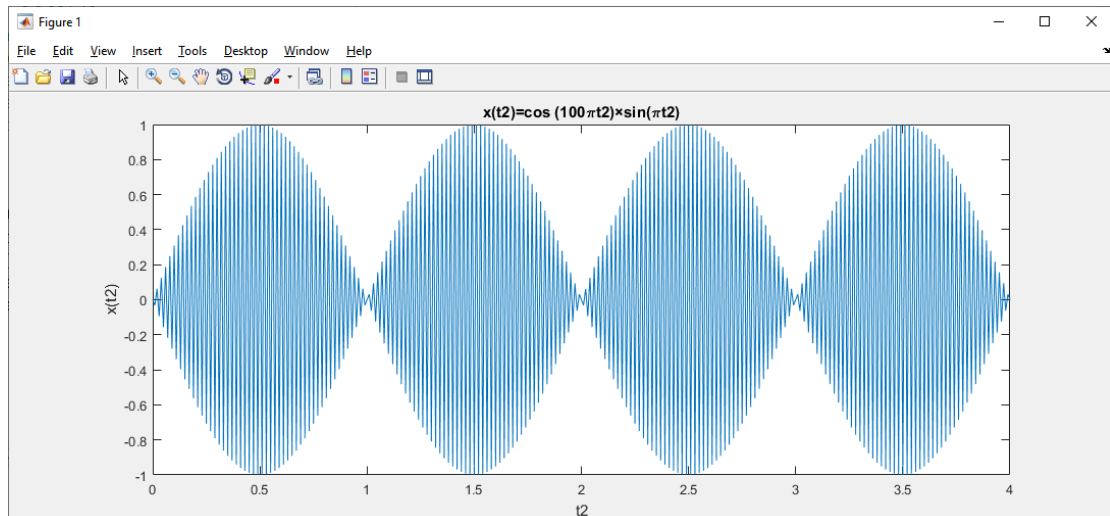 Figure 1
File Edit View Insert Tools Desktop Window Help
x(t2)=cos (100πt2)×sin(πt2)
1
0.8
0.6
0.4
0.2
0
-0.2
-0.4
-0.6
-0.8
-1
x(t2)
0 0.5 1 1.5 2 2.5 3 3.5 4
t2